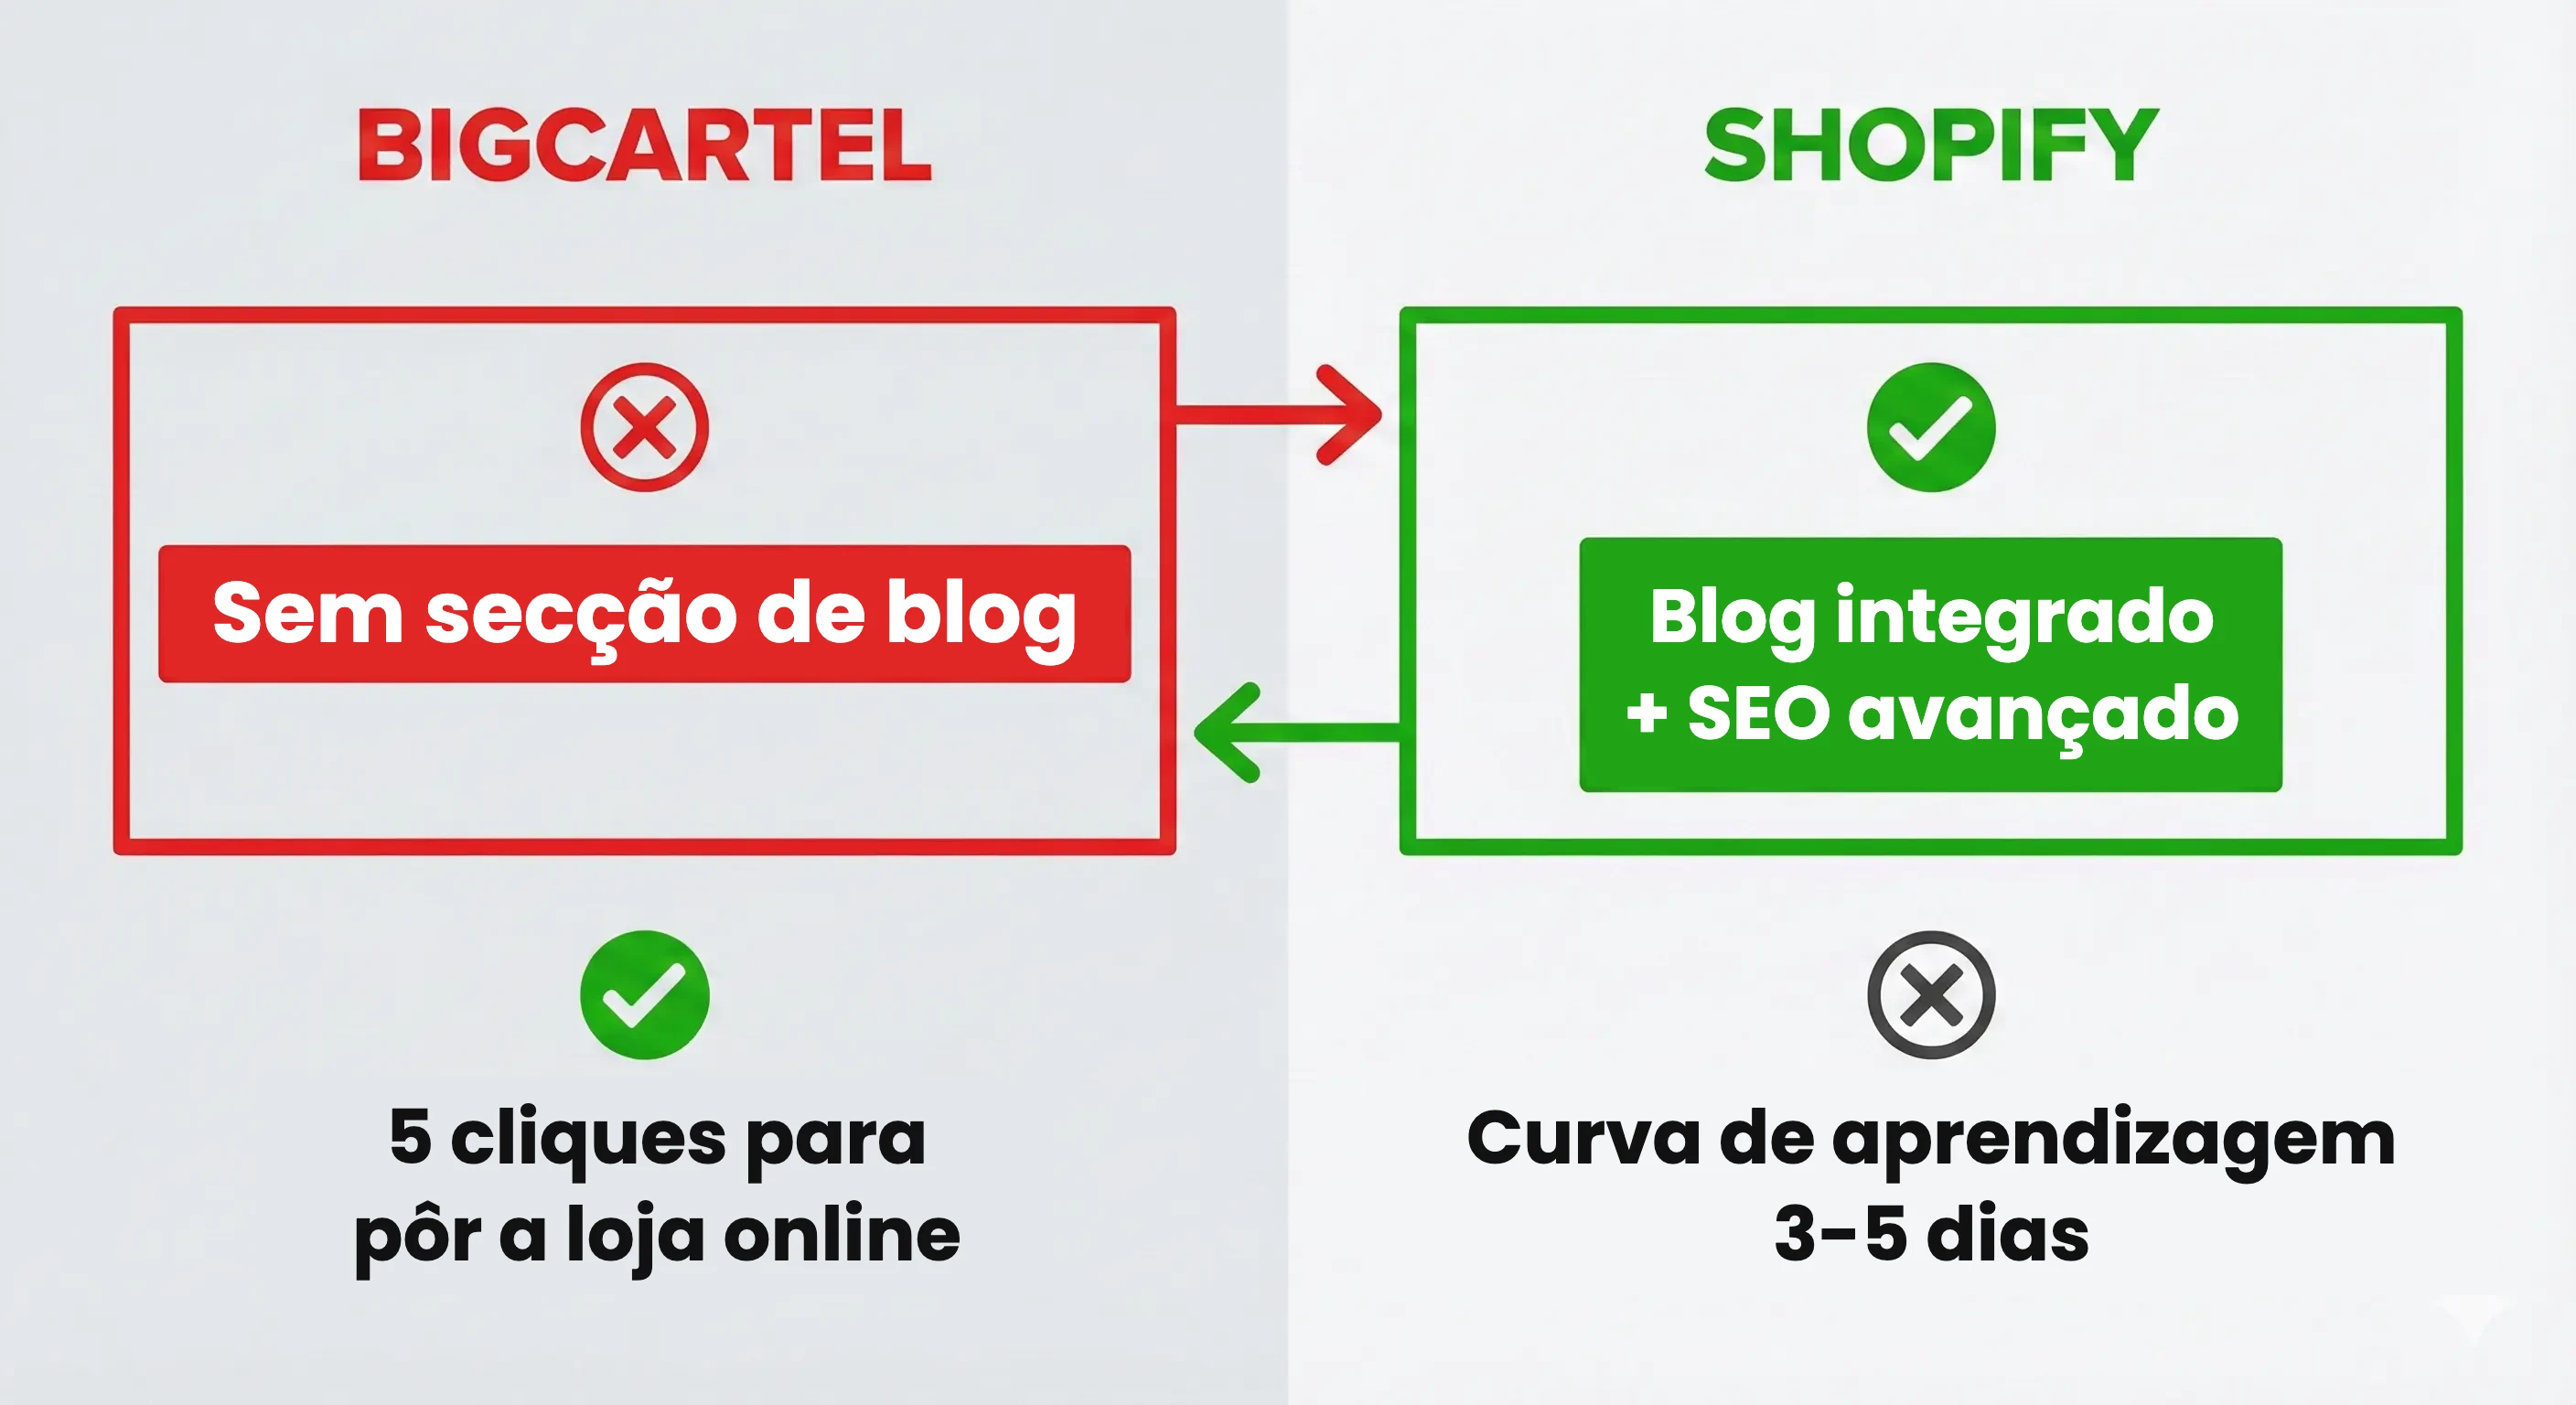 BIGCARTEL
SHOPIFY
Sem secção de blog
Blog integrado
+ SEO avançado
5 cliques para
pôr a loja online
Curva de aprendizagem
3-5 dias